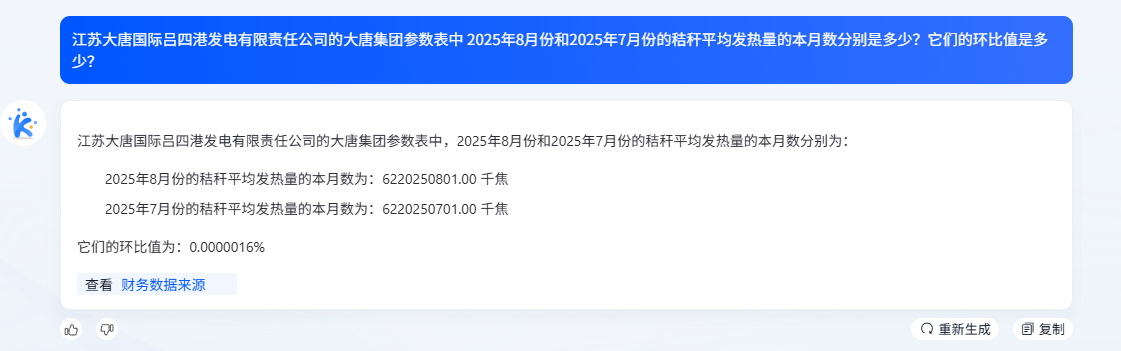 江苏大唐国际吕四港发电有限责任公司的大唐集团参数表中 2025年8月份和2025年7月份的秸秆平均发热量的本月数分别是多少？它们的环比值是多
少？
江苏大唐国际吕四港发电有限责任公司的大唐集团参数表中，2025年8月份和2025年7月份的秸秆平均发热量的本月数分别为：
2025年8月份的秸秆平均发热量的本月数为：6220250801.00 千焦
2025年7月份的秸秆平均发热量的本月数为：6220250701.00 千焦
它们的环比值为：0.0000016%
查看 财务数据来源
重新生成 复制